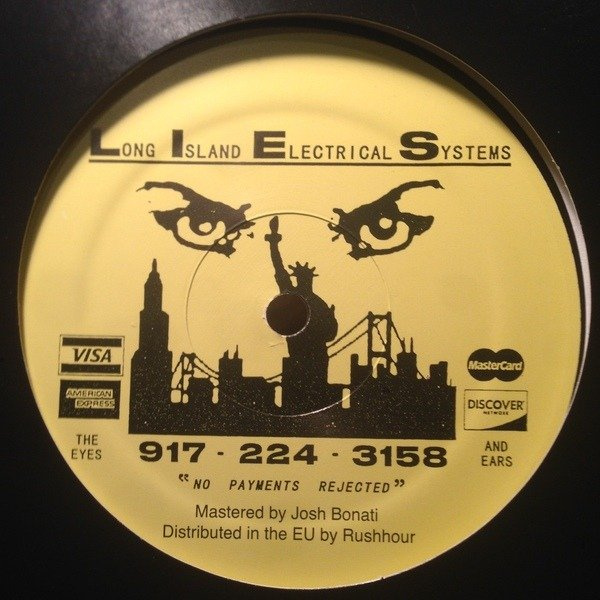 Long Island Electrical Systems
VISA
AMERICAN
EXPRESS
MasterCard
DISCOVER
NETWORK
THE
EYES
AND
EARS
917 - 224 - 3158
"NO PAYMENTS REJECTED"
Mastered by Josh Bonati
Distributed in the EU by Rushhour